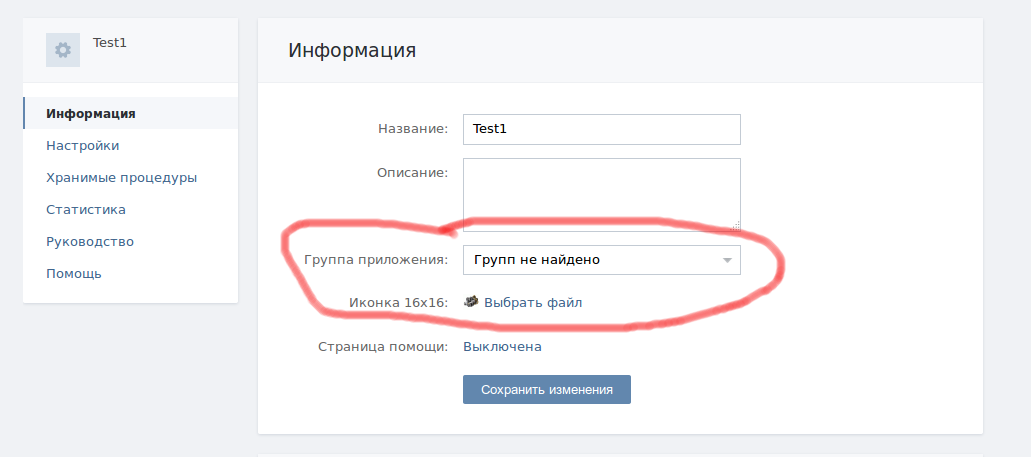 Test1
Информация
Настройки
Хранимые процедуры
Статистика
Руководство
Помощь
Информация
Название: Test1
Описание:
Группа приложения: Групп не найдено
Иконка 16x16: Выбрать файл
Страница помощи: Выключена
Сохранить изменения